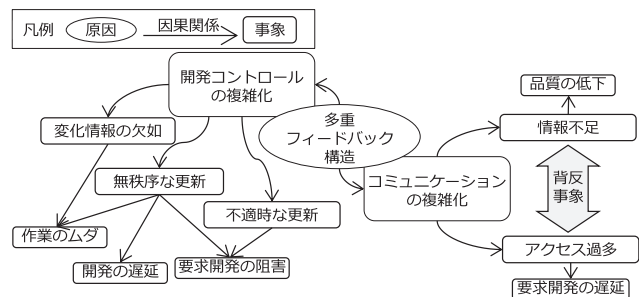 凡例
原因
因果関係
事象
開発コントロール
の複雑化
多重
フィードバック
構造
コミュニケーション
の複雑化
変化情報の欠如
無秩序な更新
不適時な更新
作業のムダ
開発の遅延
要求開発の阻害
品質の低下
情報不足
背反
事象
アクセス過多
要求開発の遅延